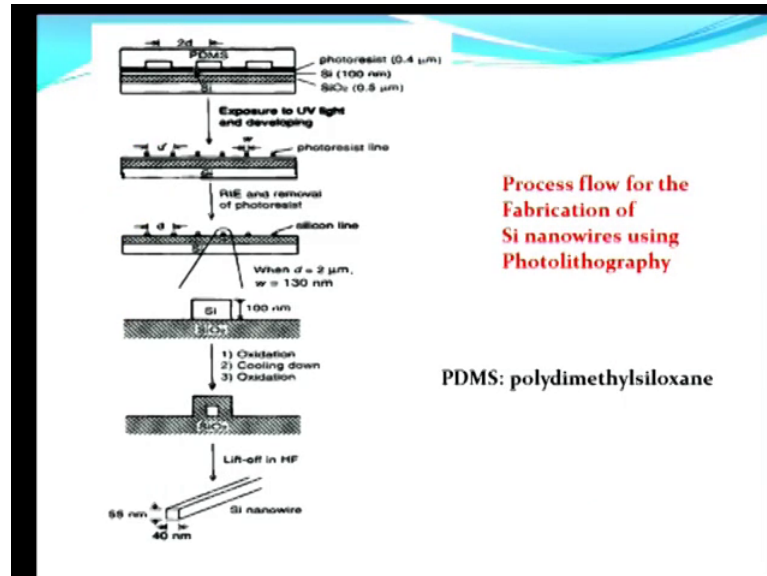 2d
PDMS
photoresist (0.4 μm)
Si (100 nm)
SiO₂ (0.5 μm)
Si
Exposure to UV light
and developing
d
w
photoresist line
RIE and removal
of photoresist
d
silicon line
When d = 2 μm,
w = 130 nm
Si
100 nm
SiO₂
1) Oxidation
2) Cooling down
3) Oxidation
SiO₂
Lift-off in HF
55 nm
Si nanowire
40 nm
Process flow for the
Fabrication of
Si nanowires using
Photolithography
PDMS: polydimethylsiloxane